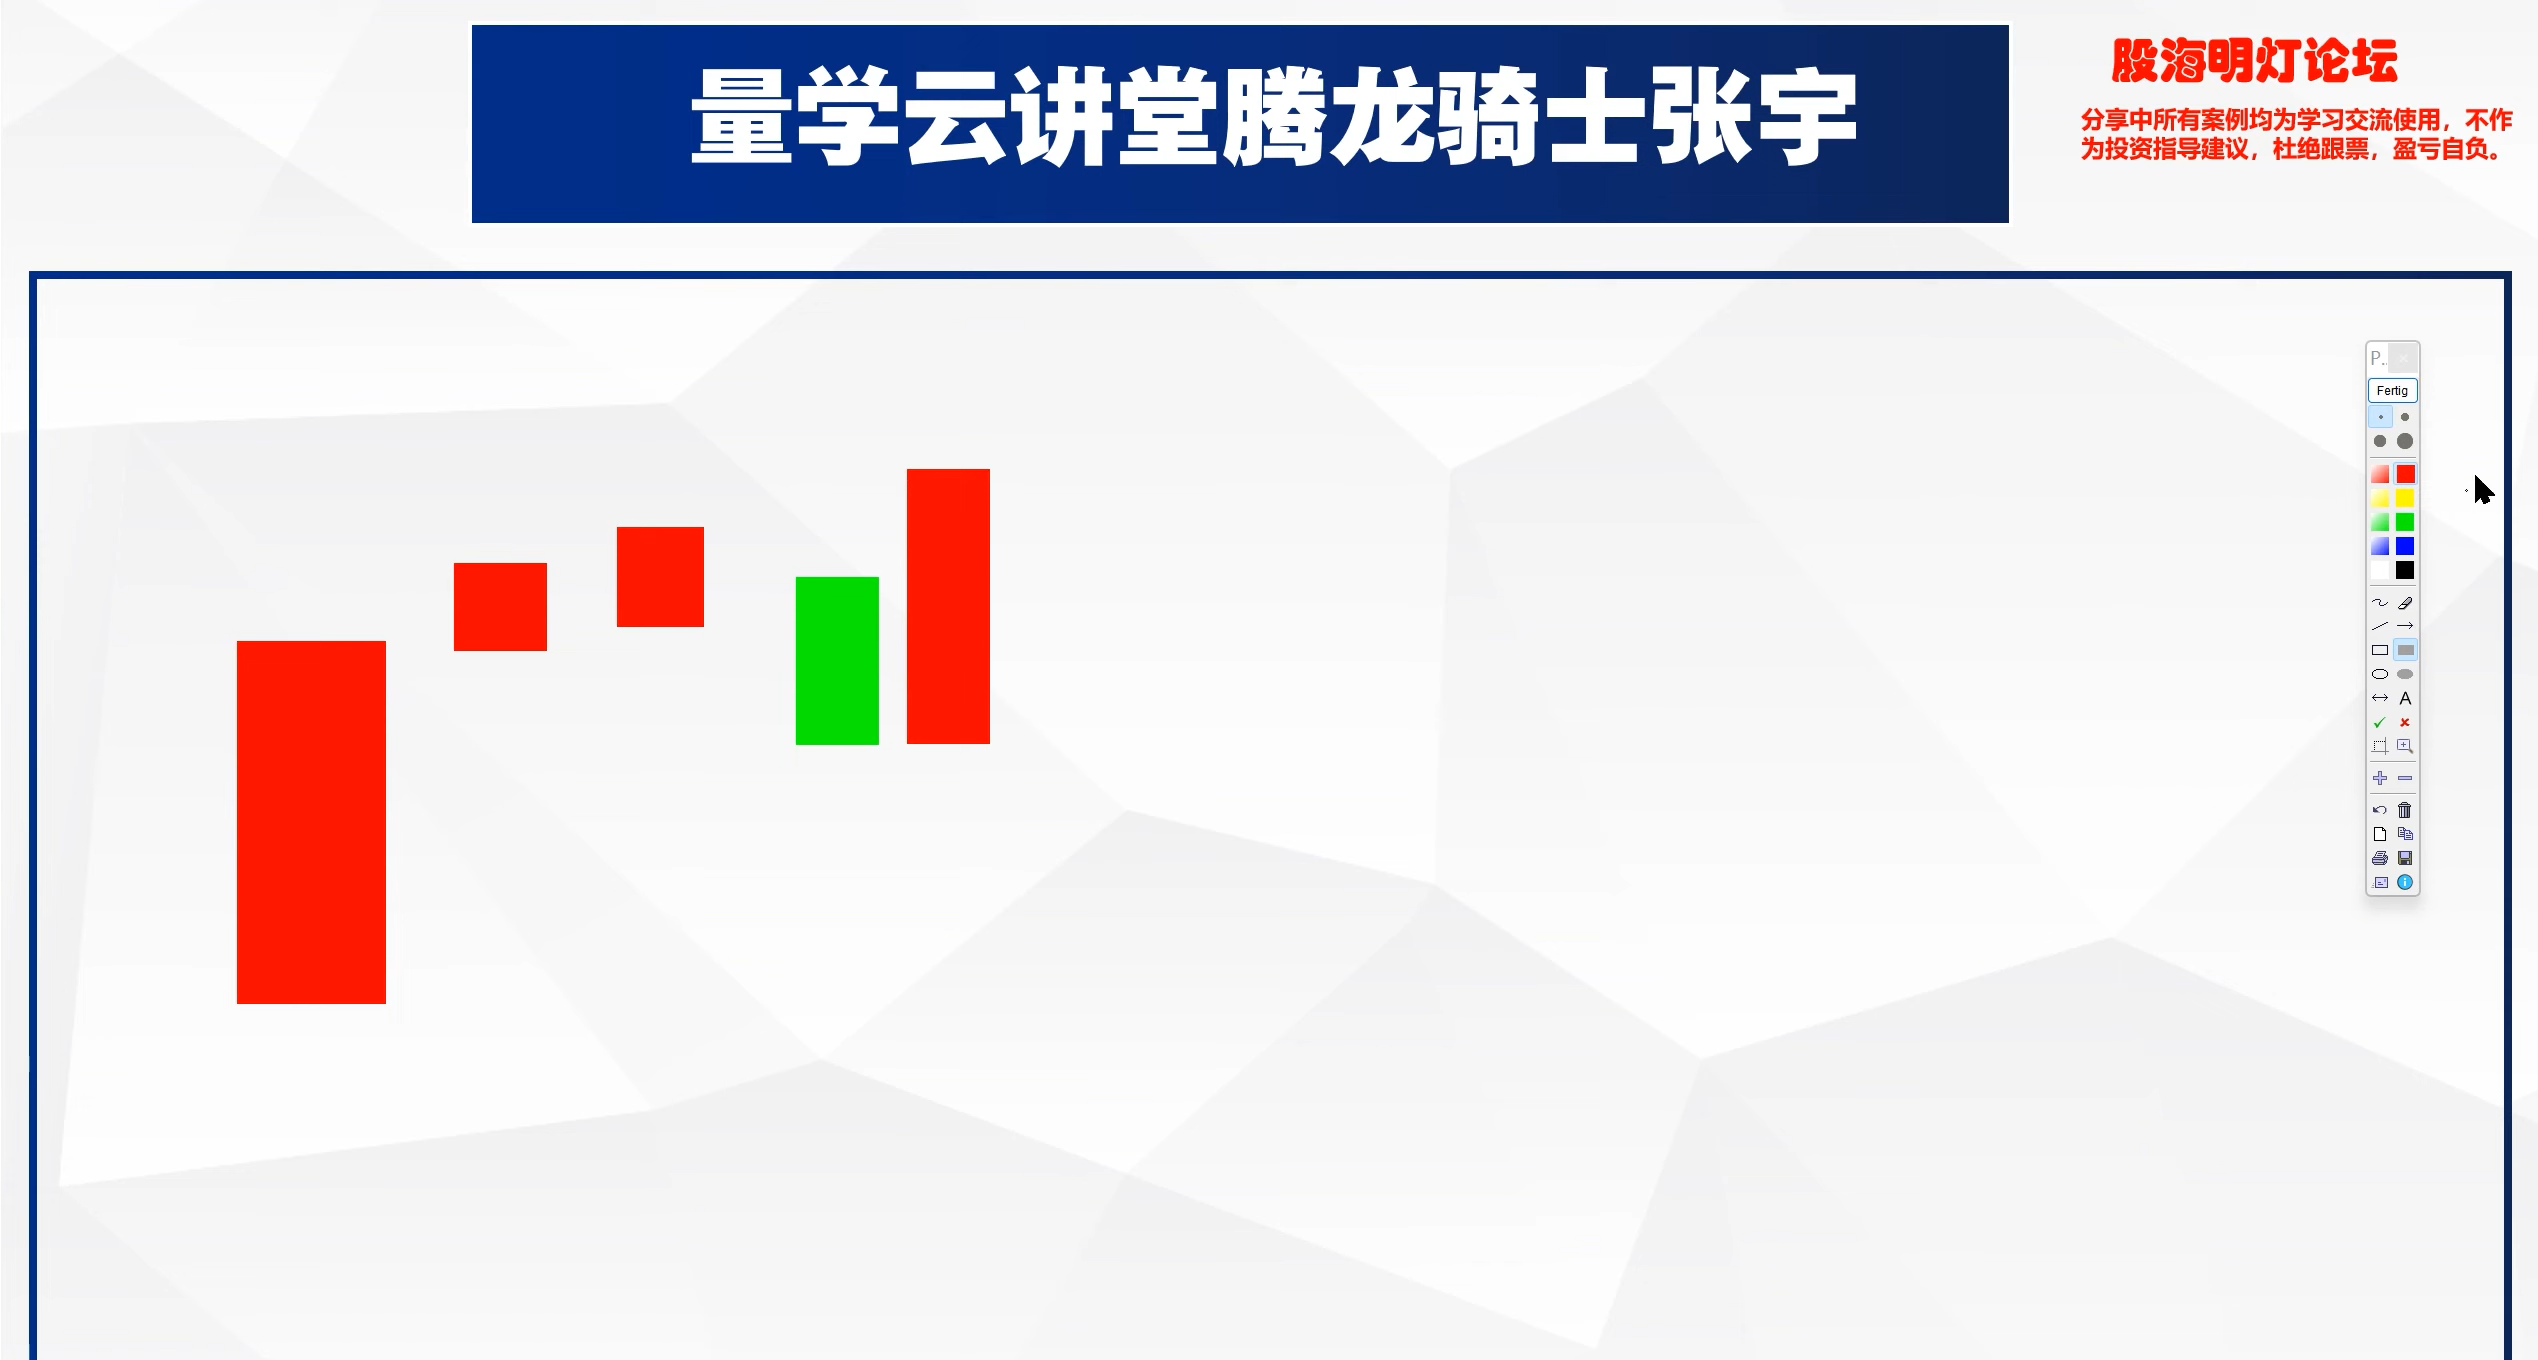 量学云讲堂腾龙骑士张宇
股海明灯论坛
分享中所有案例均为学习交流使用，不作
为投资指导建议，杜绝跟票，盈亏自负。
P..
Fertig
A